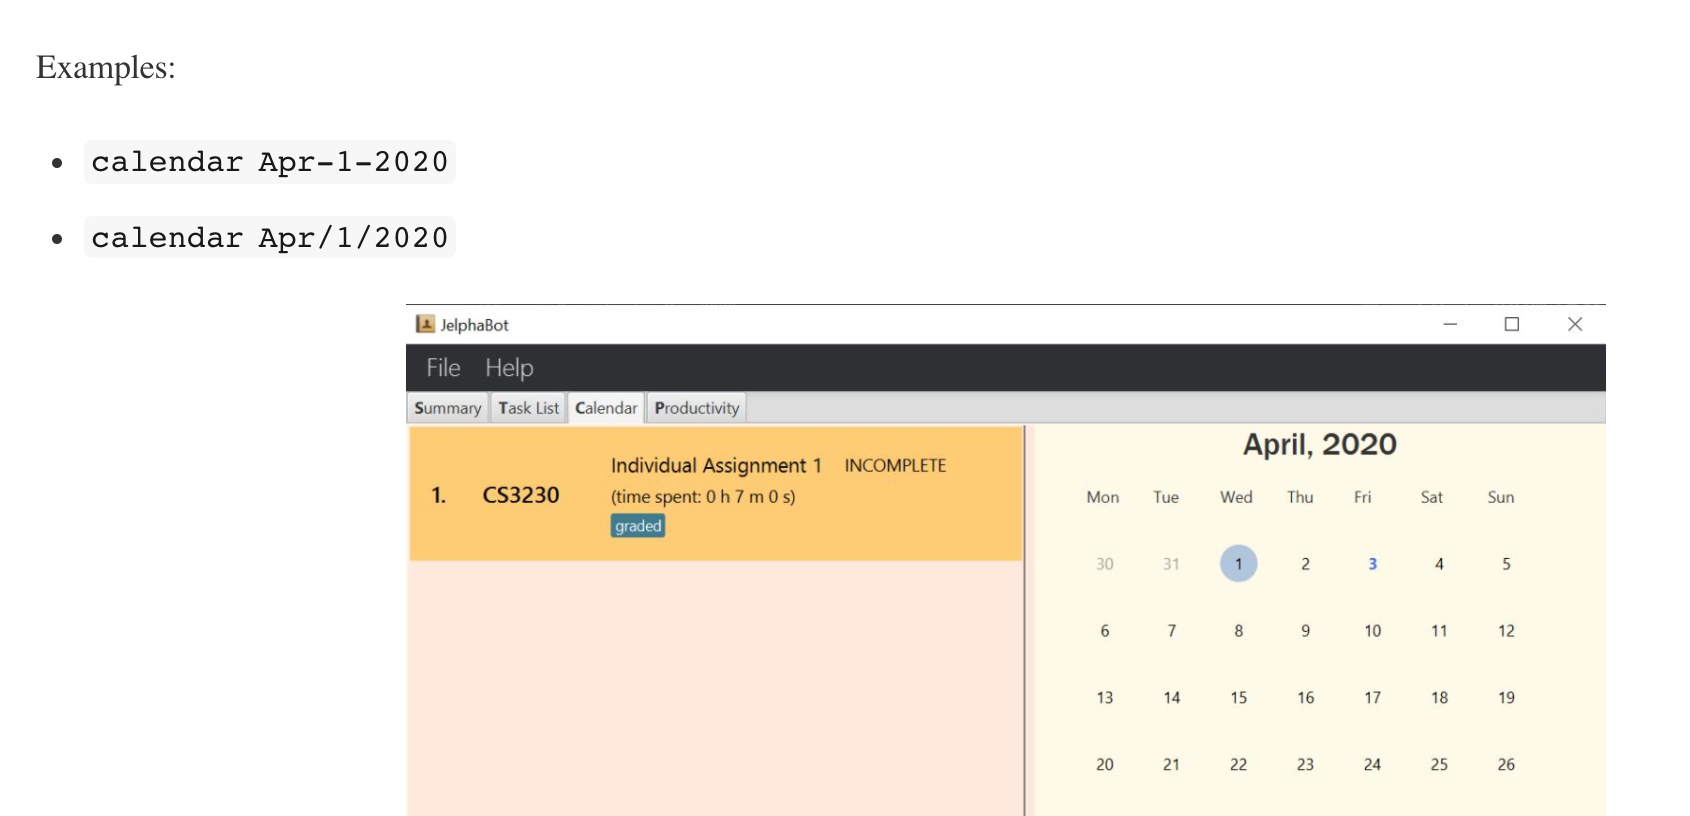 Examples:
calendar Apr-1-2020
calendar Apr/1/2020
JelphaBot
File Help
Summary Task List Calendar Productivity
April, 2020
Individual Assignment 1 INCOMPLETE
1. CS3230
(time spent: 0 h 7 m 0 s)
graded
Mon Tue Wed Thu Fri Sat Sun
30 31 1 2 3 4 5
6 7 8 9 10 11 12
13 14 15 16 17 18 19
20 21 22 23 24 25 26